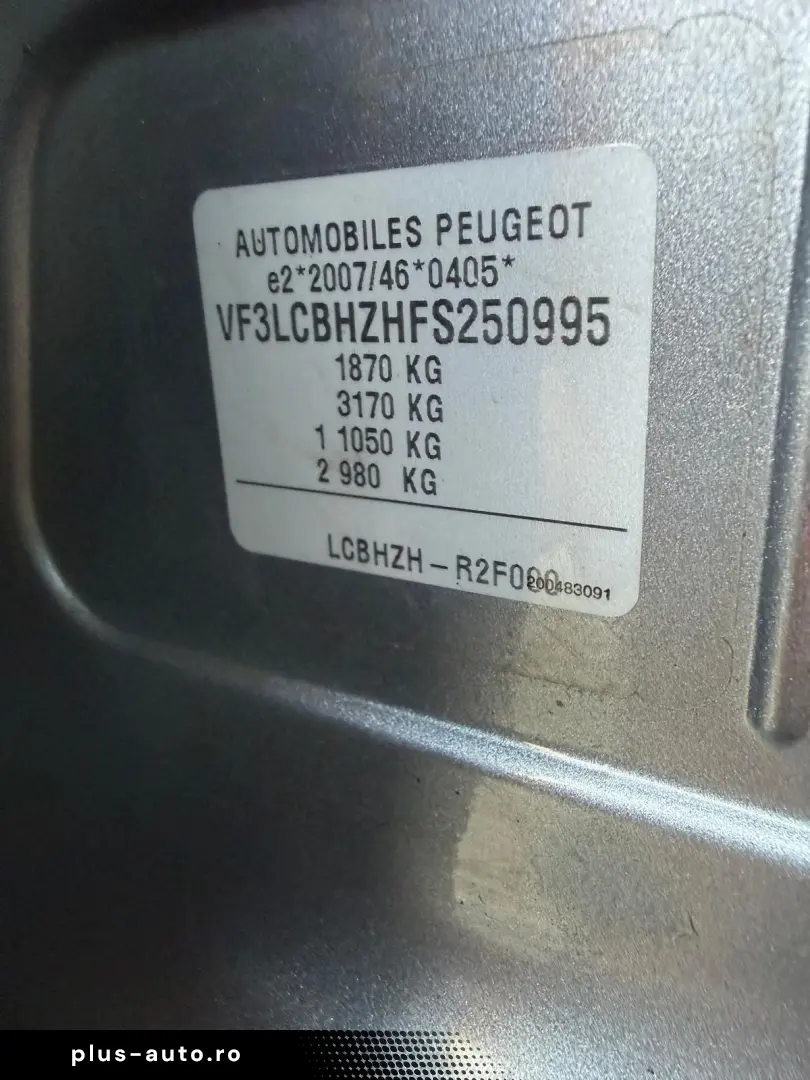 AUTOMOBILES PEUGEOT
e2*2007/46*0405*
VF3LCBHZHFS250995
1870 KG
3170 KG
1 1050 KG
2 980 KG
LCBHZH – R2F000
200483091
plus-auto.ro